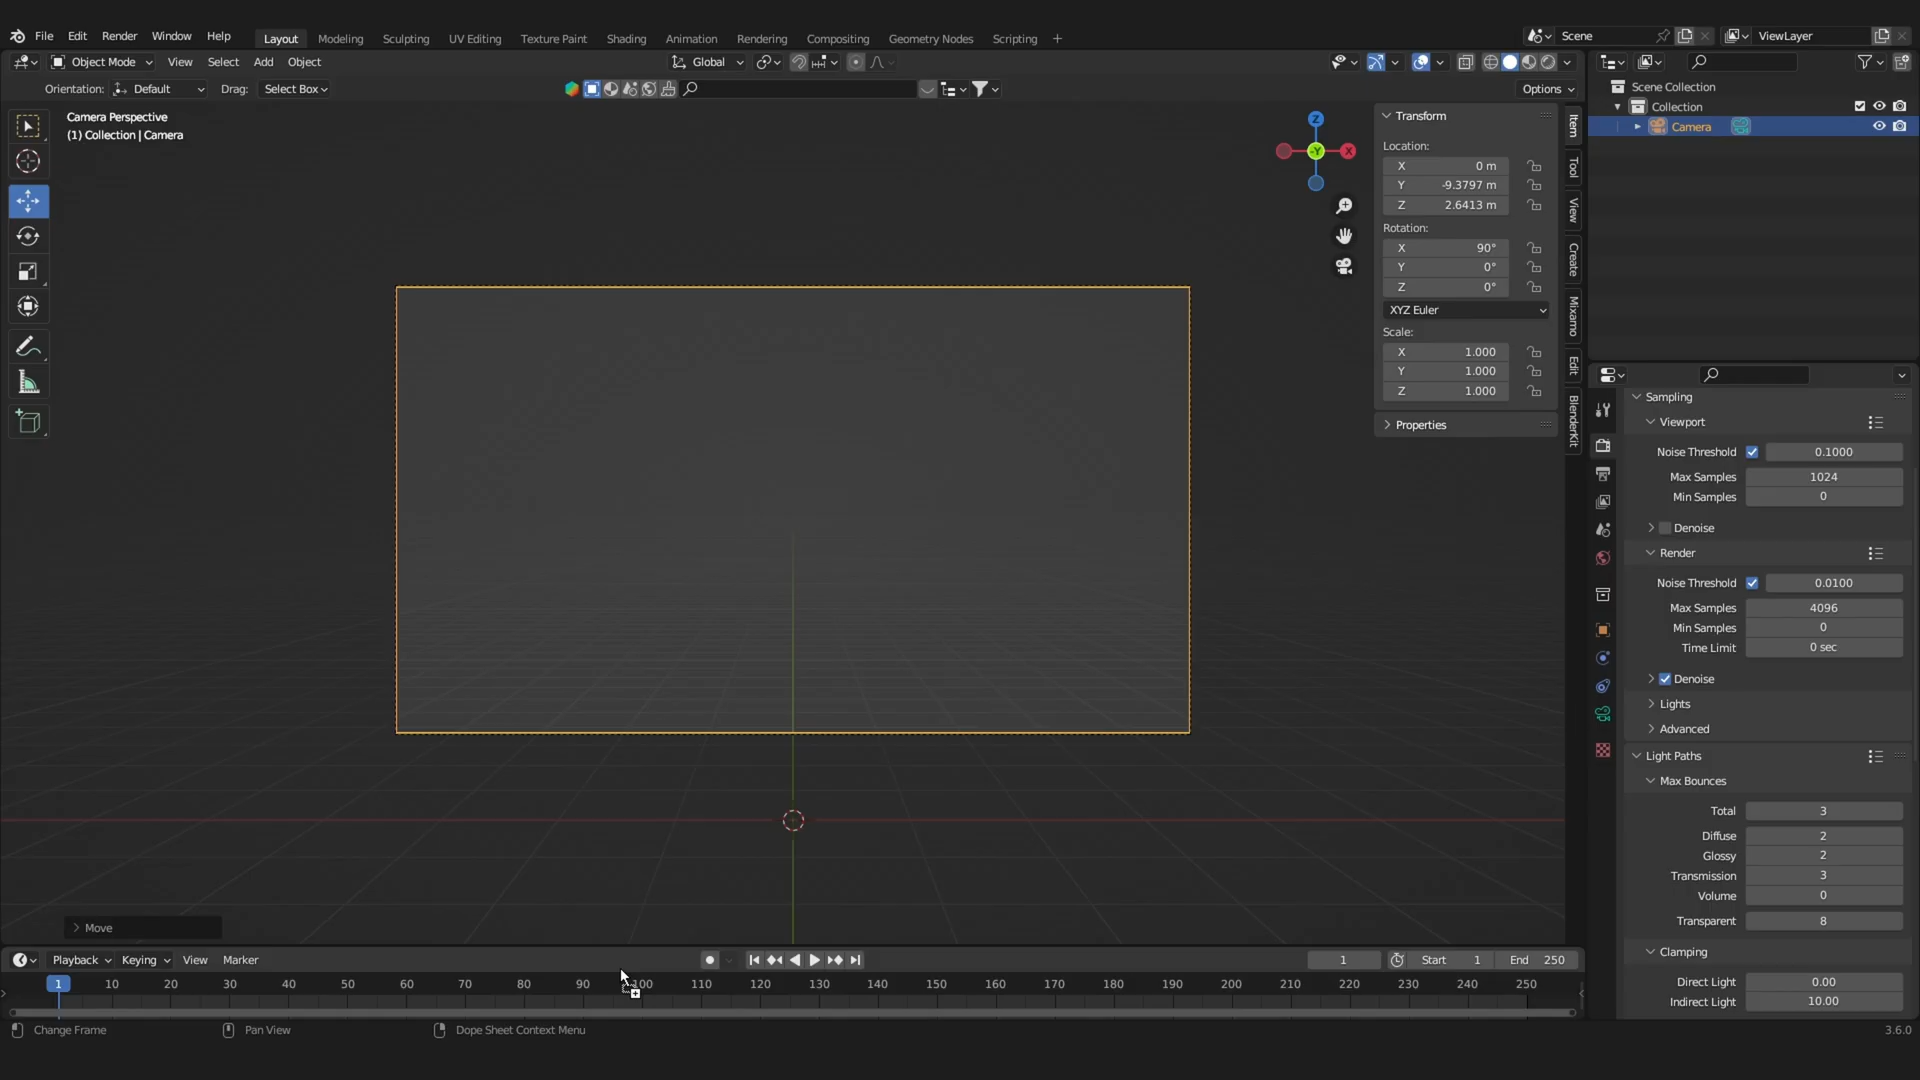 File Edit Render Window Help Layout Modeling Sculpting UV Editing Texture Paint Shading Animation Rendering Compositing Geometry Nodes Scripting + Scene ViewLayer
Object Mode View Select Add Object Global
Orientation: Default Drag: Select Box Options
Camera Perspective
(1) Collection | Camera
Z
-Y
X
Transform
Location:
X 0 m
Y -9.3797 m
Z 2.6413 m
Rotation:
X 90°
Y 0°
Z 0°
XYZ Euler
Scale:
X 1.000
Y 1.000
Z 1.000
Properties
Item
Tool
View
Create
Mixamo
Edit
BlenderKit
Scene Collection
Collection
Camera
Sampling
Viewport
Noise Threshold 0.1000
Max Samples 1024
Min Samples 0
Denoise
Render
Noise Threshold 0.0100
Max Samples 4096
Min Samples 0
Time Limit 0 sec
Denoise
Lights
Advanced
Light Paths
Max Bounces
Total 3
Diffuse 2
Glossy 2
Transmission 3
Volume 0
Transparent 8
Clamping
Direct Light 0.00
Indirect Light 10.00
Move
Playback Keying View Marker 1 Start 1 End 250
1 10 20 30 40 50 60 70 80 90 100 110 120 130 140 150 160 170 180 190 200 210 220 230 240 250
Change Frame Pan View Dope Sheet Context Menu 3.6.0